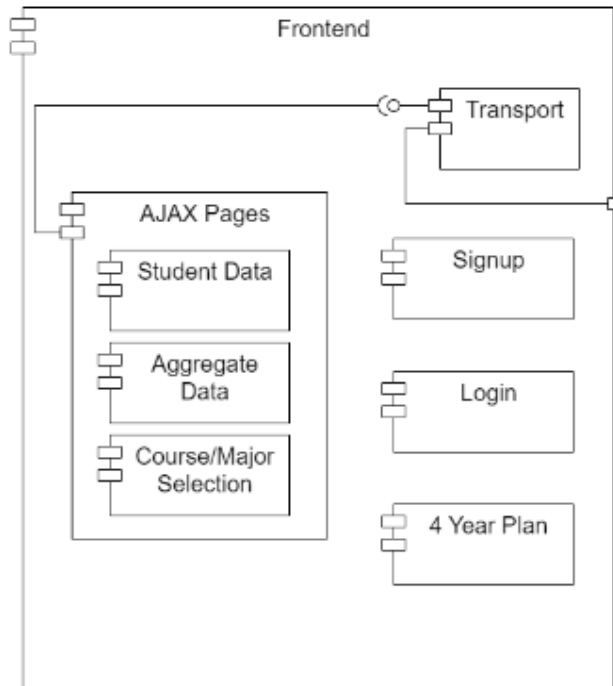 Frontend
Transport
AJAX Pages
Student Data
Aggregate
Data
Course/Major
Selection
Signup
Login
4 Year Plan